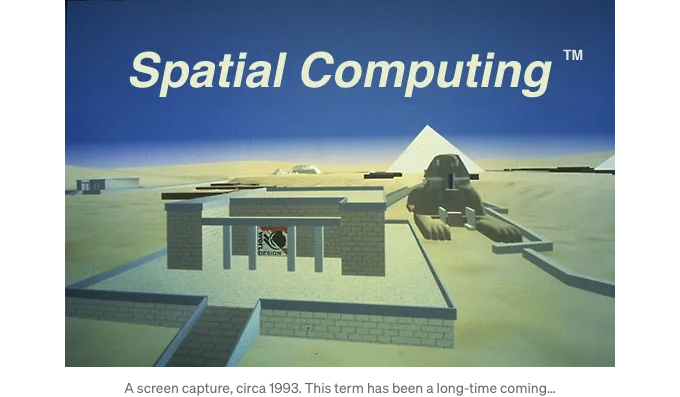 Spatial Computing ™
WORLD
DESIGN
A screen capture, circa 1993. This term has been a long-time coming…